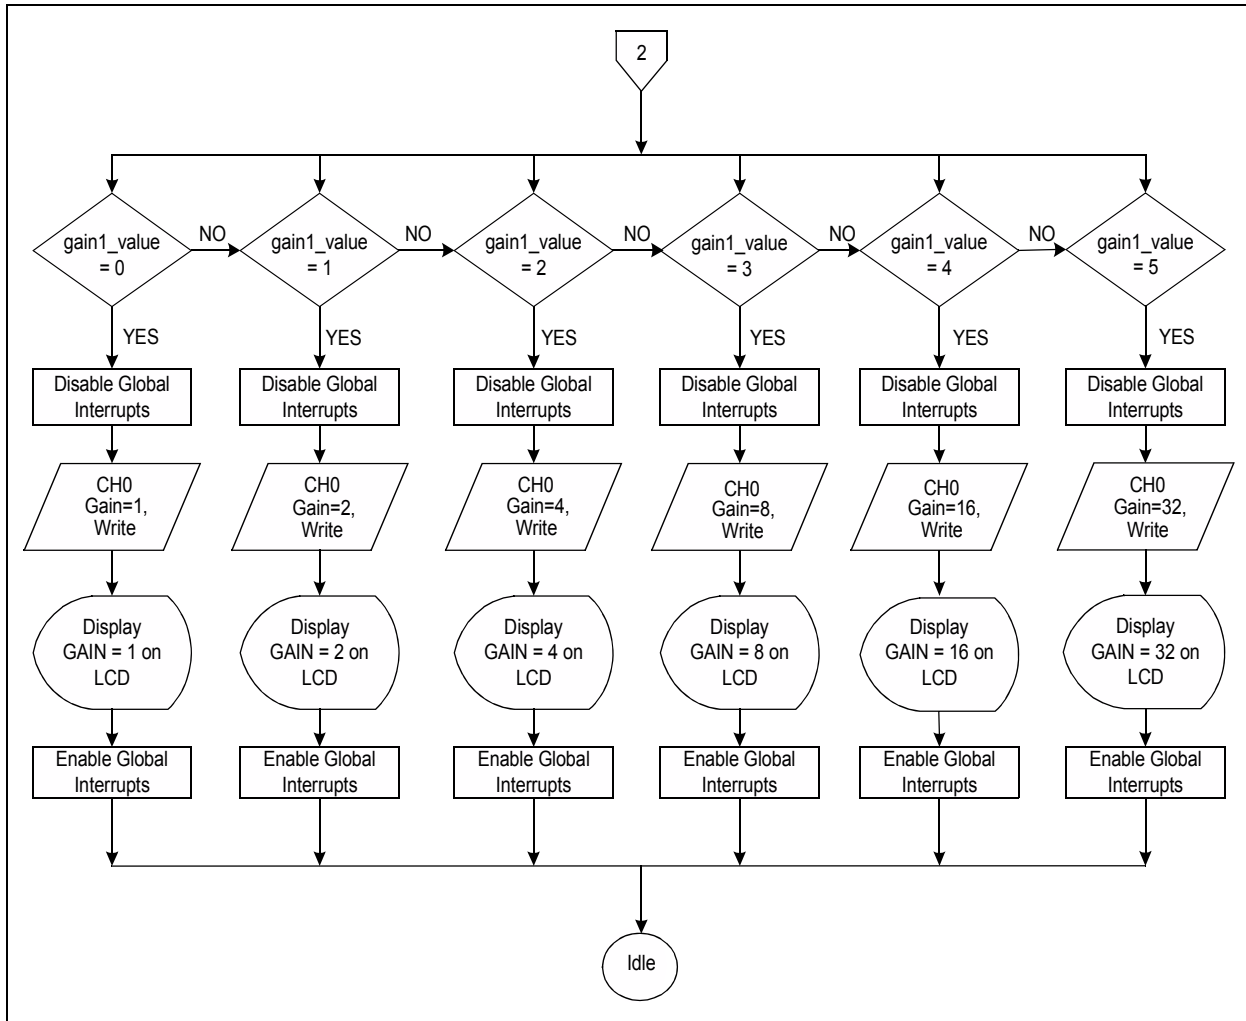 2
gain1_value
= 0
NO
gain1_value
= 1
NO
gain1_value
= 2
NO
gain1_value
= 3
NO
gain1_value
= 4
NO
gain1_value
= 5
YES
YES
YES
YES
YES
YES
Disable Global
Interrupts
Disable Global
Interrupts
Disable Global
Interrupts
Disable Global
Interrupts
Disable Global
Interrupts
Disable Global
Interrupts
CH0
Gain=1,
Write
CH0
Gain=2,
Write
CH0
Gain=4,
Write
CH0
Gain=8,
Write
CH0
Gain=16,
Write
CH0
Gain=32,
Write
Display
GAIN = 1 on
LCD
Display
GAIN = 2 on
LCD
Display
GAIN = 4 on
LCD
Display
GAIN = 8 on
LCD
Display
GAIN = 16 on
LCD
Display
GAIN = 32 on
LCD
Enable Global
Interrupts
Enable Global
Interrupts
Enable Global
Interrupts
Enable Global
Interrupts
Enable Global
Interrupts
Enable Global
Interrupts
Idle